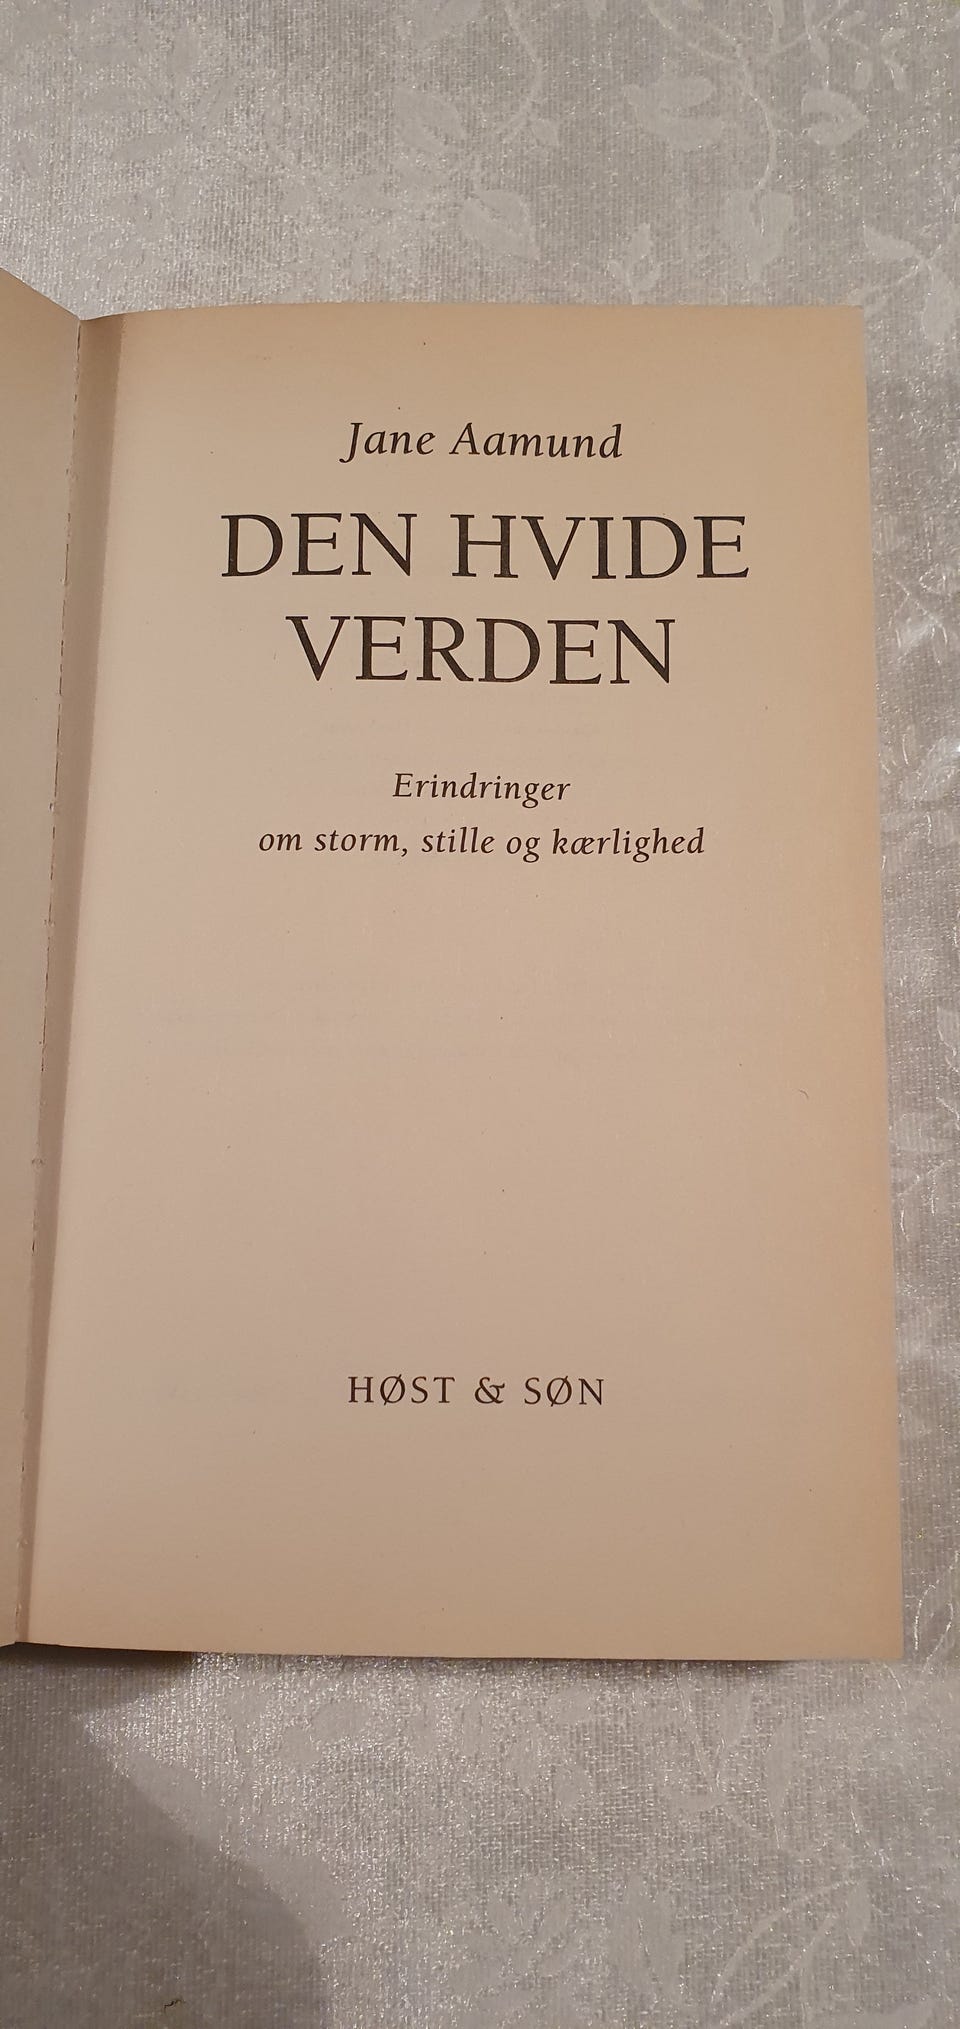 Jane Aamund
DEN HVIDE
VERDEN
Erindringer
om storm, stille og kærlighed
HØST & SØN